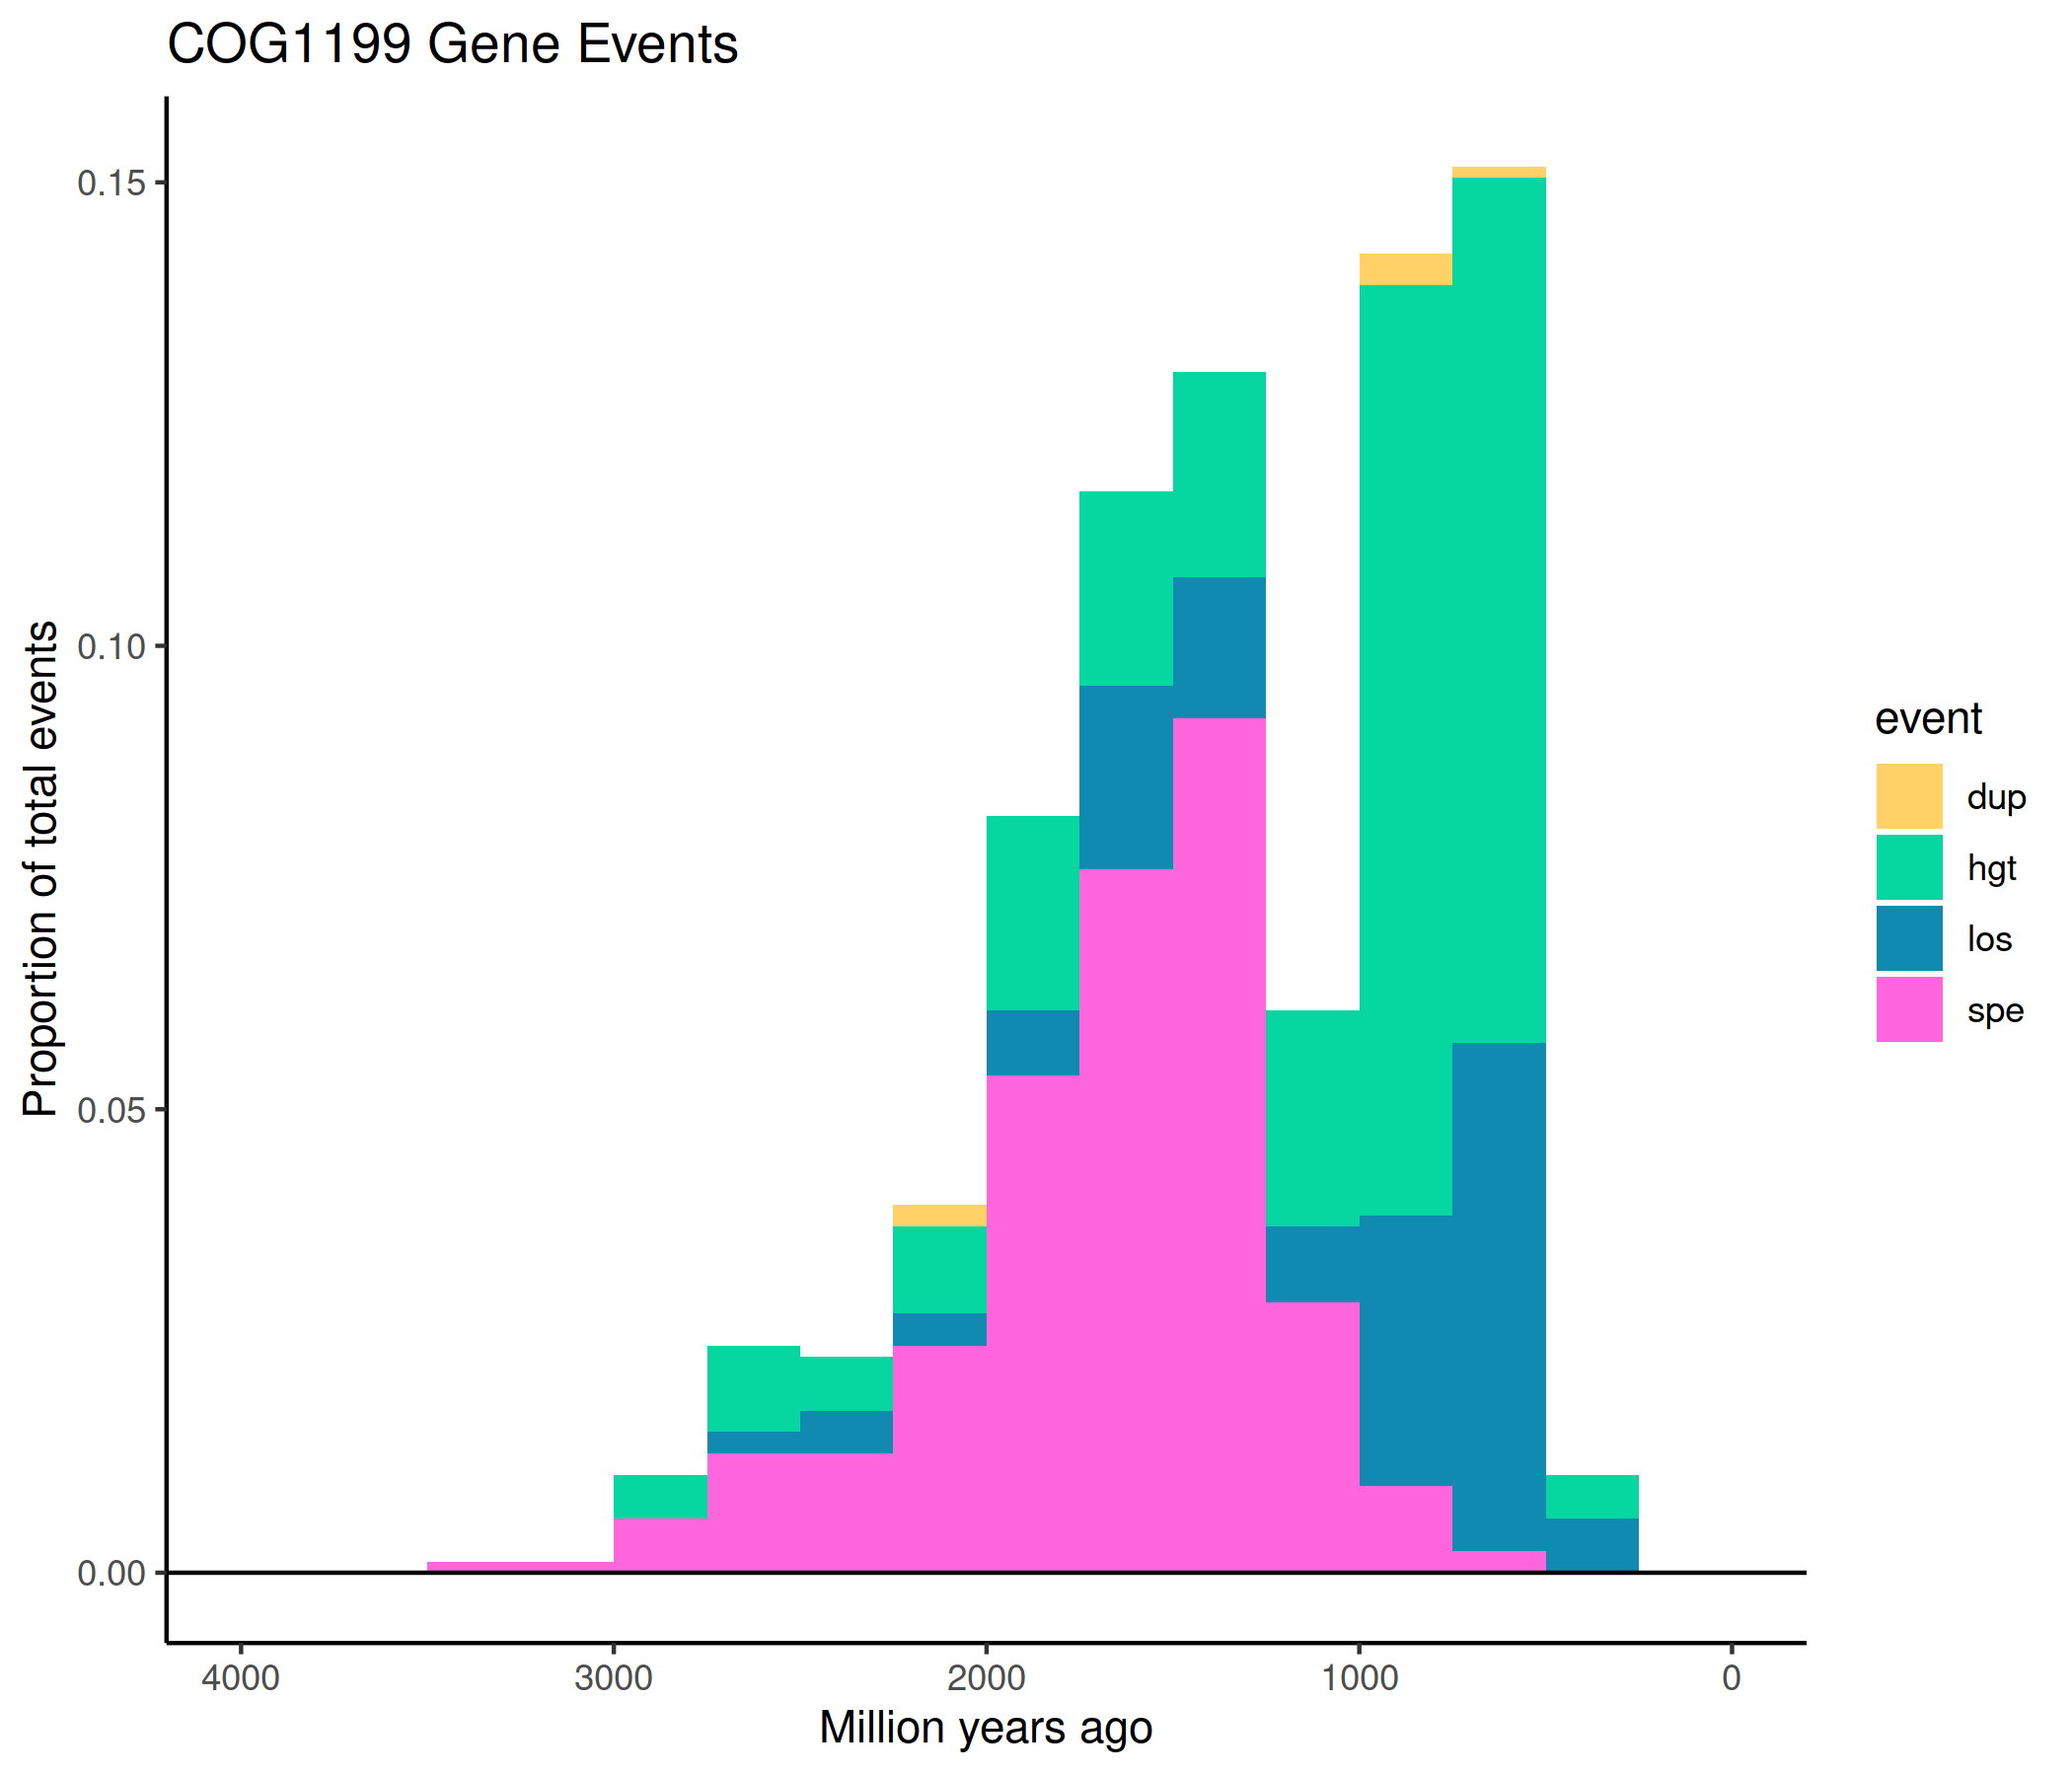 COG1199 Gene Events
Proportion of total events
0.15
0.10
0.05
0.00
4000 3000 2000 1000 0
Million years ago
event
dup
hgt
los
spe